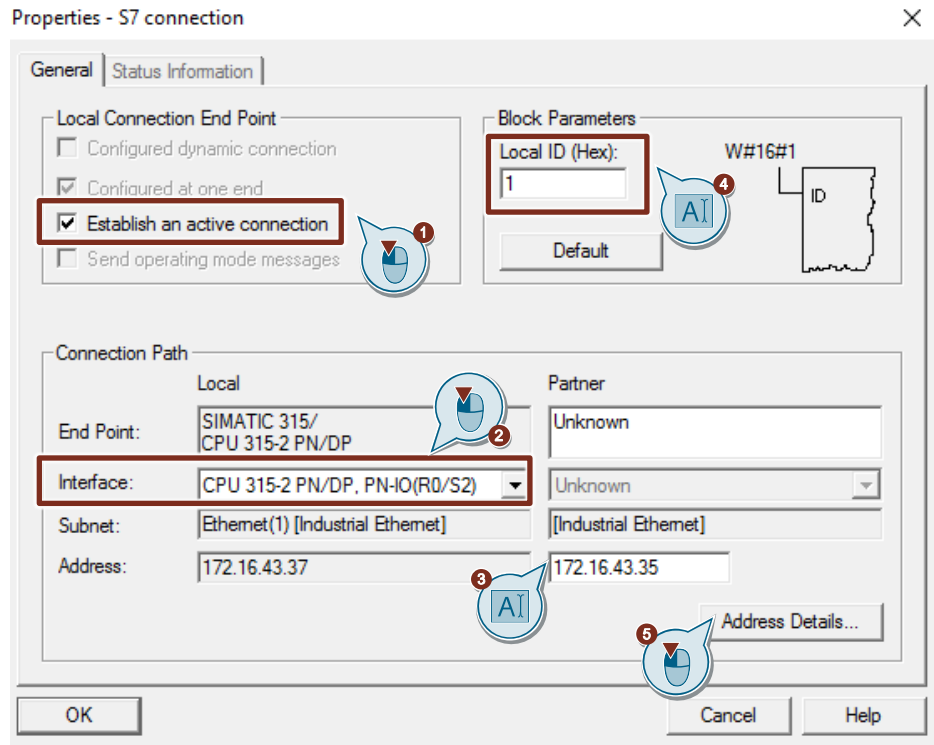 Properties - S7 connection
General
Status Information
Local Connection End Point
Configured dynamic connection
Configured at one end
Establish an active connection
1
Send operating mode messages
Block Parameters
Local ID (Hex):
W#16#1
1
ID
4
A
Default
Connection Path
Local
Partner
End Point:
SIMATIC 315/
CPU 315-2 PN/DP
2
Unknown
Interface:
CPU 315-2 PN/DP, PN-IO(R0/S2)
Unknown
Subnet:
Ethernet(1) [Industrial Ethernet]
[Industrial Ethernet]
Address:
172.16.43.37
3
A
172.16.43.35
5
Address Details...
OK
Cancel
Help